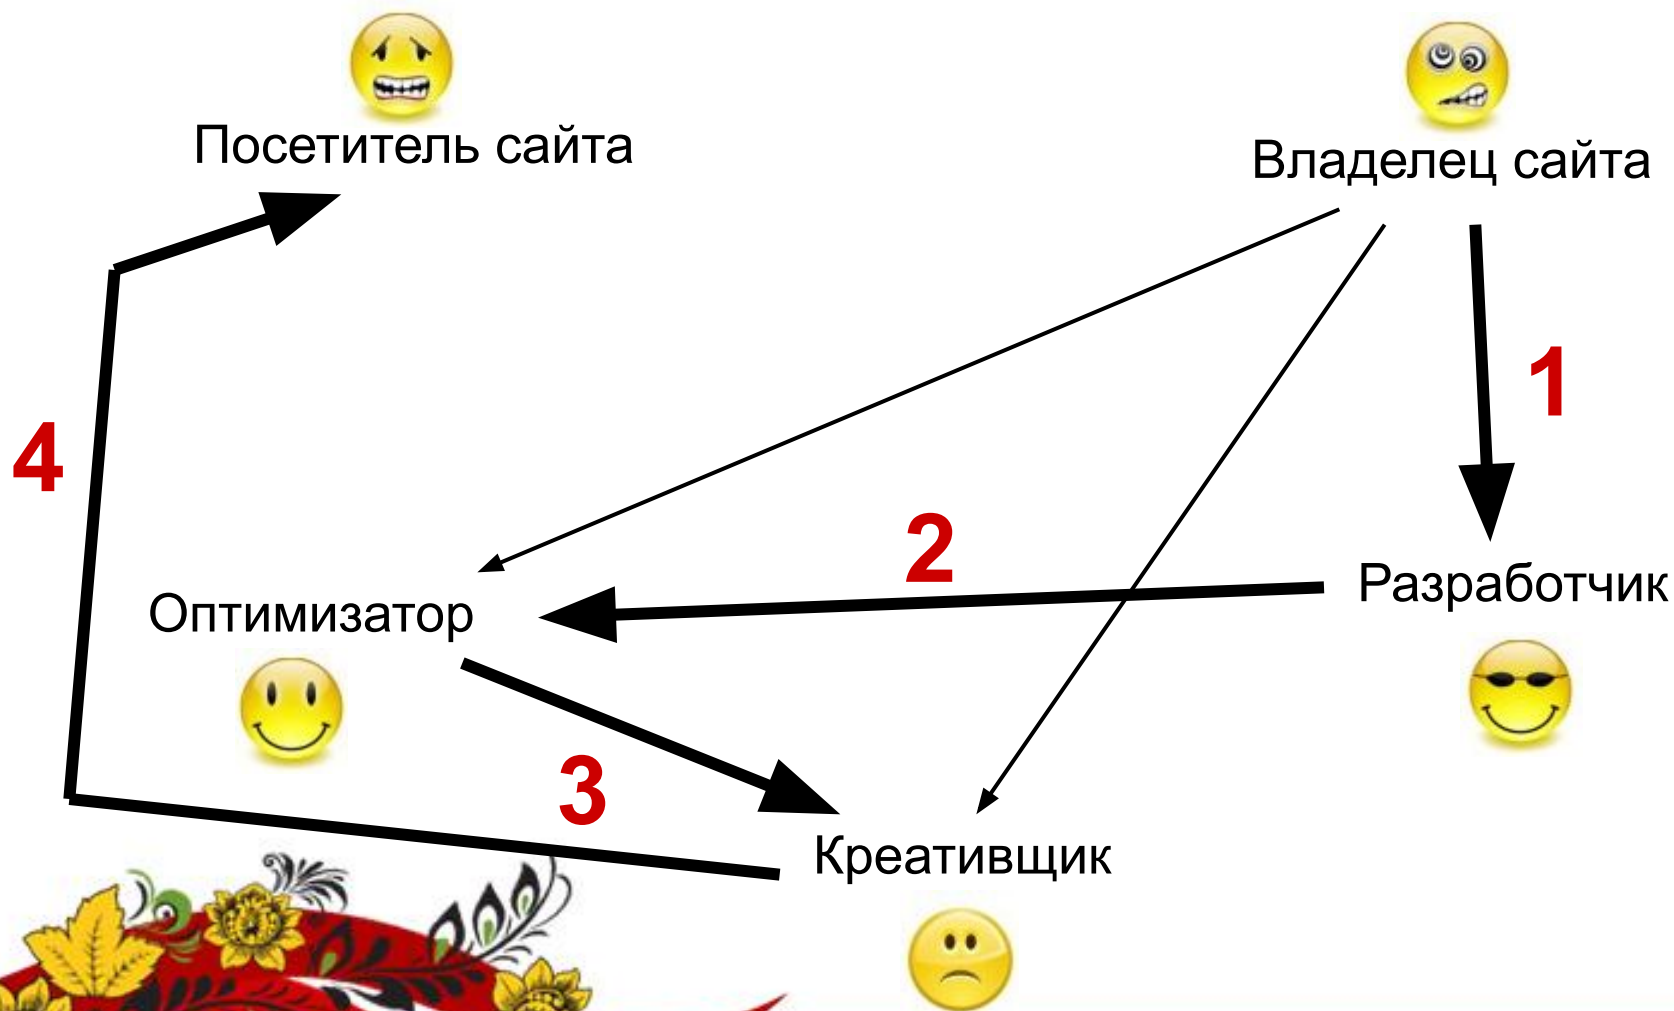 Посетитель сайта
Владелец сайта
1
4
2
Разработчик
Оптимизатор
3
Креативщик